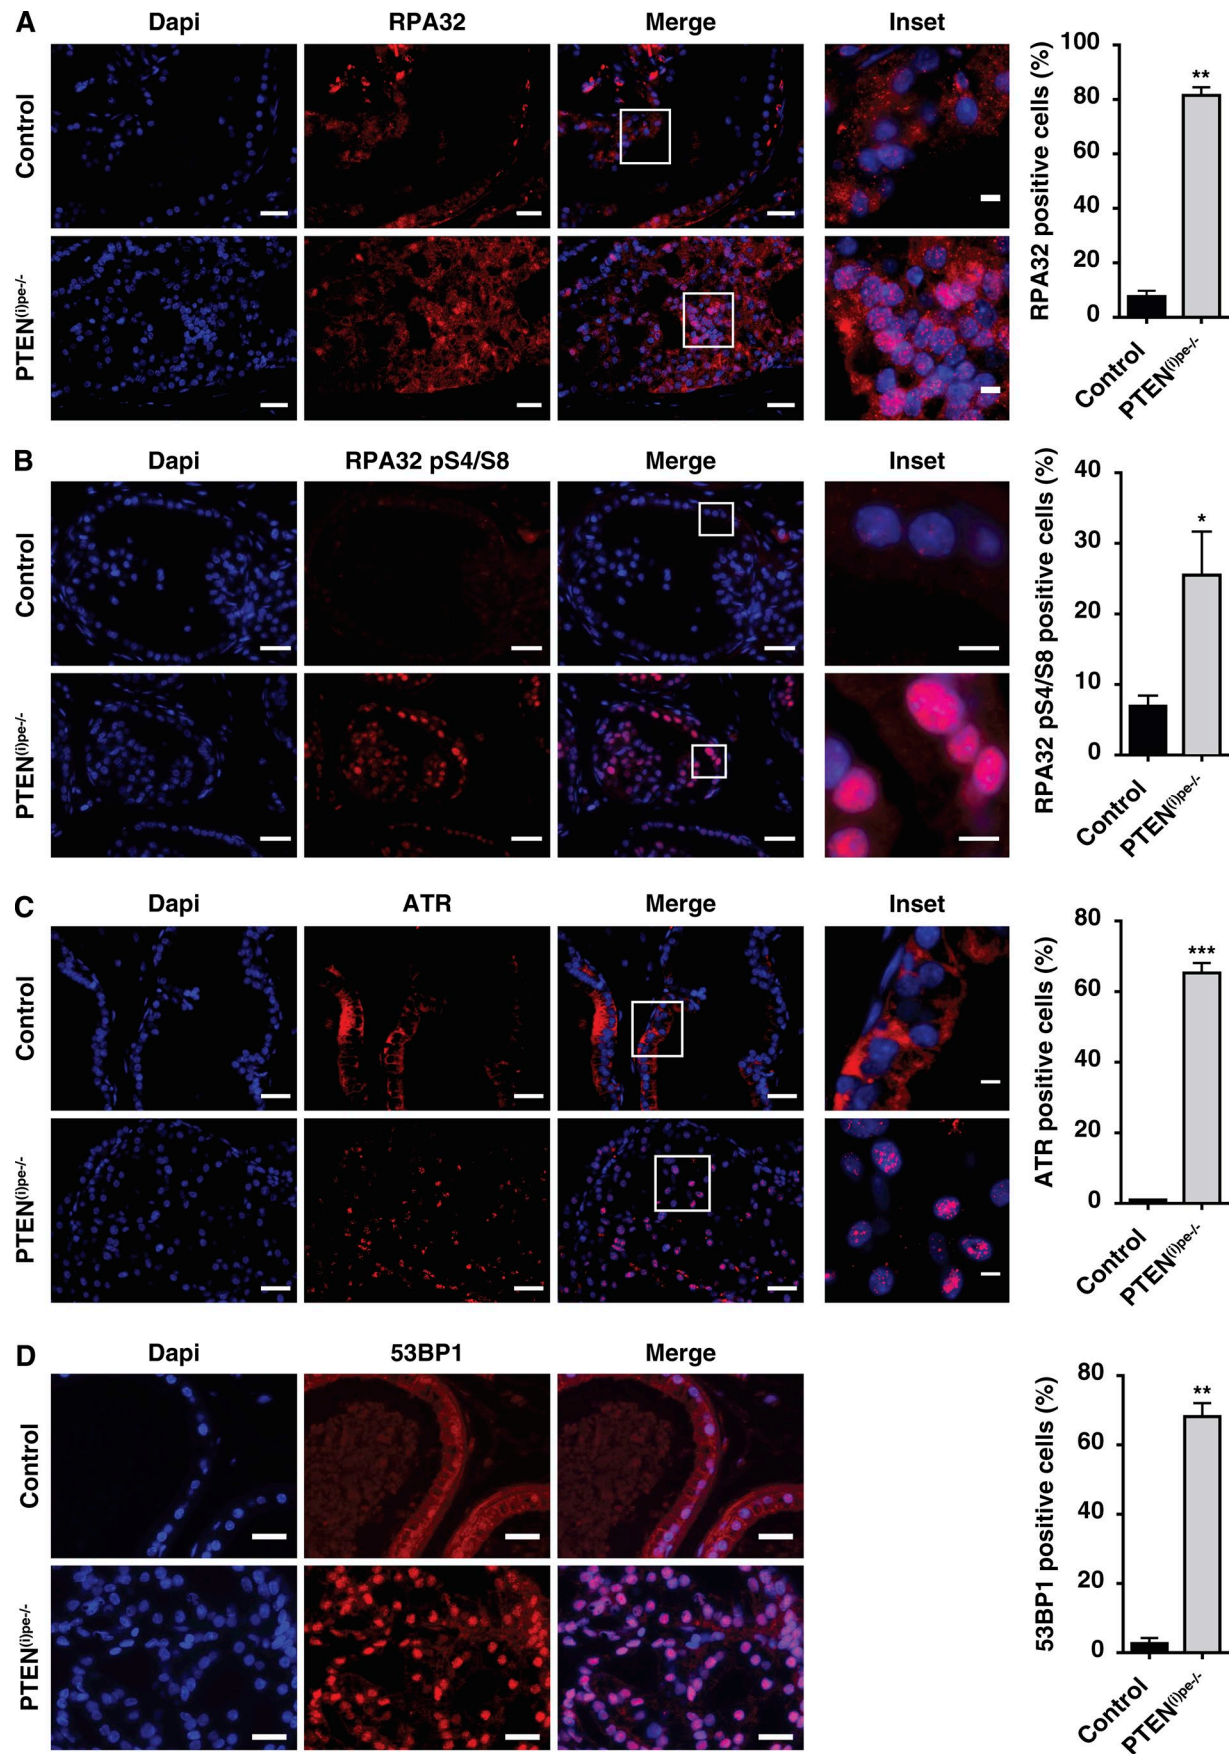 A
Dapi
RPA32
Merge
Inset
Control
PTEN(i)pe-/-
RPA32 positive cells (%)
100
80
60
40
20
0
**
Control
PTEN(i)pe-/-
B
Dapi
RPA32 pS4/S8
Merge
Inset
Control
PTEN(i)pe-/-
RPA32 pS4/S8 positive cells (%)
40
30
20
10
0
*
Control
PTEN(i)pe-/-
C
Dapi
ATR
Merge
Inset
Control
PTEN(i)pe-/-
ATR positive cells (%)
80
60
40
20
0
***
Control
PTEN(i)pe-/-
D
Dapi
53BP1
Merge
Control
PTEN(i)pe-/-
53BP1 positive cells (%)
80
60
40
20
0
**
Control
PTEN(i)pe-/-